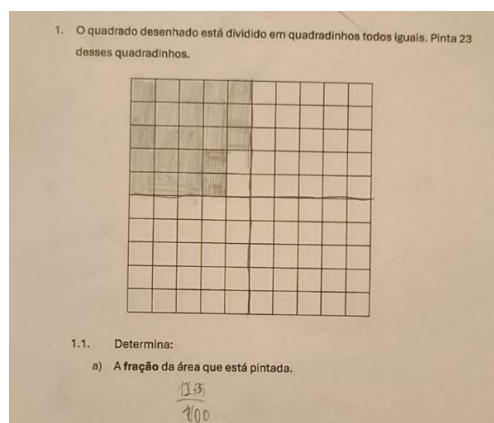 1. O quadrado desenhado está dividido em quadradinhos todos iguais. Pinta 23
desses quadradinhos.
1.1. Determina:
a) A fração da área que está pintada.
100